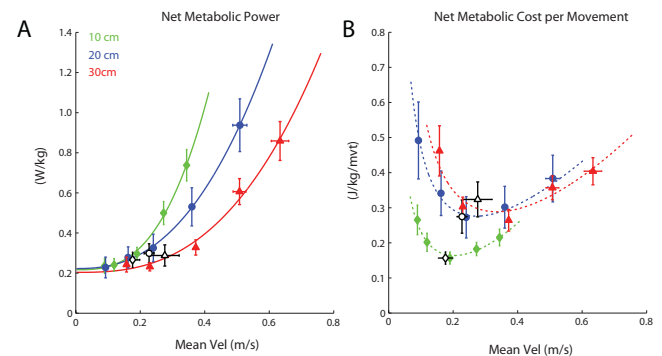 A
Net Metabolic Power
10 cm
20 cm
30cm
1.4
1.2
1.0
0.8
0.6
0.4
0.2
0
(W/kg)
0
0.2
0.4
0.6
0.8
Mean Vel (m/s)
B
Net Metabolic Cost per Movement
0.8
0.7
0.6
0.5
0.4
0.3
0.2
0.1
0
(J/kg/mvt)
0
0.2
0.4
0.6
0.8
Mean Vel (m/s)